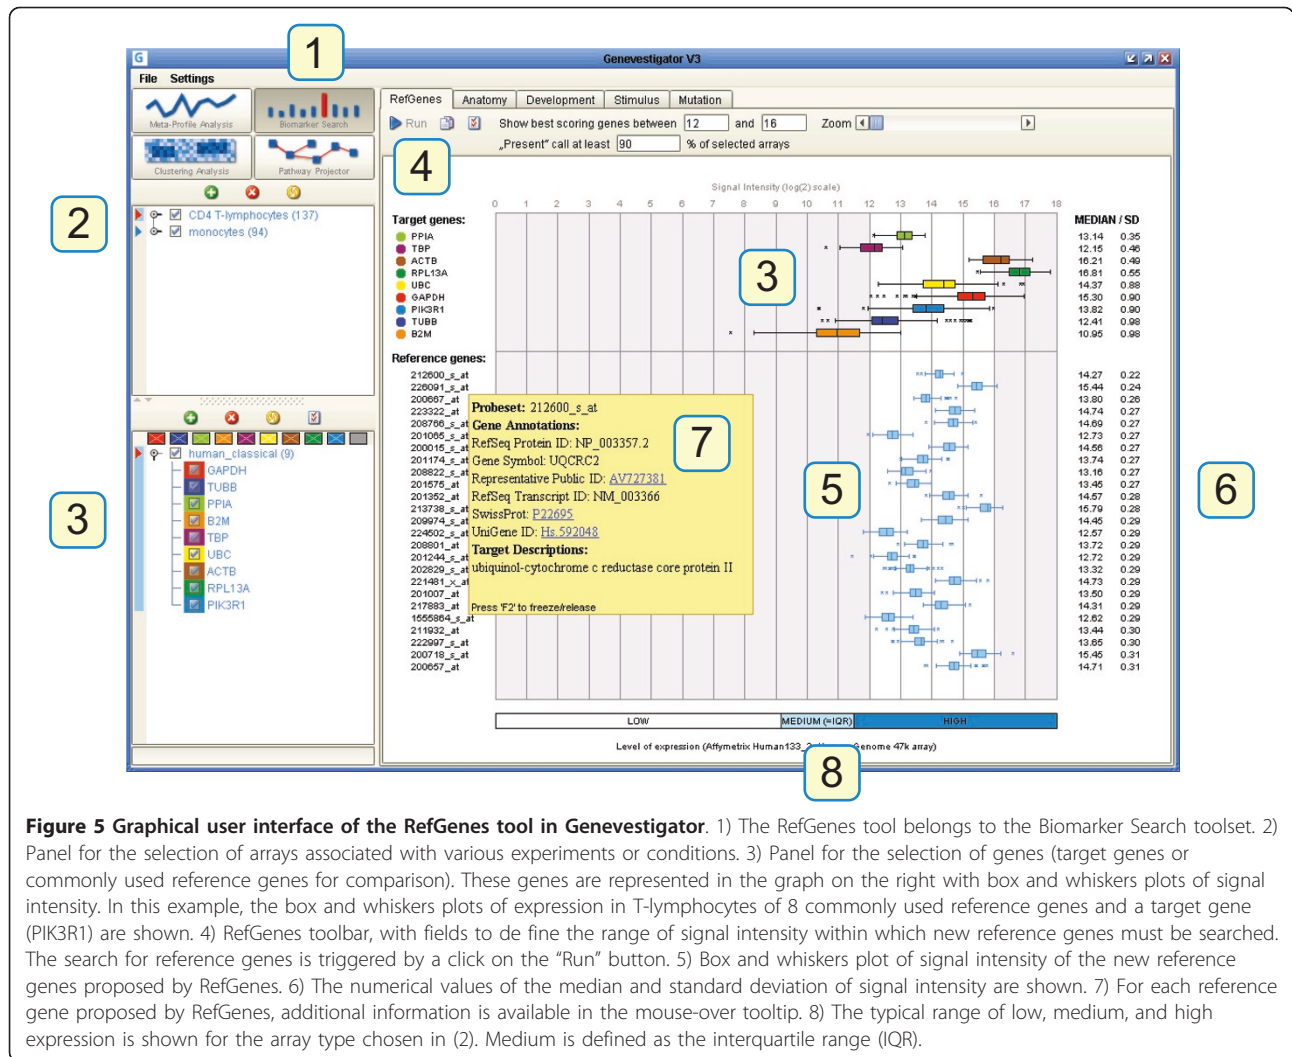 1
Genevestigator V3
File Settings
Meta-Profile Analysis
Biomarker Search
Clustering Analysis
Pathway Projector
2
CD4 T-lymphocytes (137)
monocytes (94)
3
human_classical (9)
GAPDH
TUBB
PPIA
B2M
TBP
UBC
ACTB
RPL13A
PIK3R1
RefGenes Anatomy Development Stimulus Mutation
Run Show best scoring genes between 12 and 16 Zoom
„Present" call at least 90 % of selected arrays
4
Signal Intensity (log(2) scale)
0 1 2 3 4 5 6 7 8 9 10 11 12 13 14 15 16 17 18
Target genes: MEDIAN / SD
PPIA 13.14 0.35
TBP 12.15 0.46
ACTB 16.21 0.49
RPL13A 16.81 0.55
UBC 14.37 0.88
GAPDH 15.30 0.90
PIK3R1 13.82 0.90
TUBB 12.41 0.98
B2M 10.95 0.98
3
Reference genes:
212600_s_at 14.27 0.22
226091_s_at 15.44 0.24
200667_at 13.80 0.26
223322_at 14.74 0.27
208766_s_at 14.69 0.27
201065_s_at 12.73 0.27
200015_s_at 14.56 0.27
201174_s_at 13.74 0.27
208822_s_at 13.16 0.27
201575_at 13.45 0.27
201352_at 14.57 0.28
213738_s_at 15.79 0.28
209974_s_at 14.45 0.29
224502_s_at 12.57 0.29
208801_at 13.72 0.29
201244_s_at 12.72 0.29
202829_s_at 13.32 0.29
221481_x_at 14.73 0.29
201007_at 13.50 0.29
217883_at 14.31 0.29
1555864_s_at 12.62 0.29
211932_at 13.44 0.30
222997_s_at 13.65 0.30
200718_s_at 15.45 0.31
200657_at 14.71 0.31
Probeset: 212600_s_at
Gene Annotations:
RefSeq Protein ID: NP_003357.2
Gene Symbol: UQCRC2
Representative Public ID: AV727381
RefSeq Transcript ID: NM_003366
SwissProt: P22695
UniGene ID: Hs.592048
Target Descriptions:
ubiquinol-cytochrome c reductase core protein II
Press 'F2' to freeze/release
7
5
6
LOW MEDIUM (=IQR) HIGH
Level of expression (Affymetrix Human133_2 Genome 47k array)
8
Figure 5 Graphical user interface of the RefGenes tool in Genevestigator. 1) The RefGenes tool belongs to the Biomarker Search toolset. 2)
Panel for the selection of arrays associated with various experiments or conditions. 3) Panel for the selection of genes (target genes or
commonly used reference genes for comparison). These genes are represented in the graph on the right with box and whiskers plots of signal
intensity. In this example, the box and whiskers plots of expression in T-lymphocytes of 8 commonly used reference genes and a target gene
(PIK3R1) are shown. 4) RefGenes toolbar, with fields to de fine the range of signal intensity within which new reference genes must be searched.
The search for reference genes is triggered by a click on the “Run” button. 5) Box and whiskers plot of signal intensity of the new reference
genes proposed by RefGenes. 6) The numerical values of the median and standard deviation of signal intensity are shown. 7) For each reference
gene proposed by RefGenes, additional information is available in the mouse-over tooltip. 8) The typical range of low, medium, and high
expression is shown for the array type chosen in (2). Medium is defined as the interquartile range (IQR).